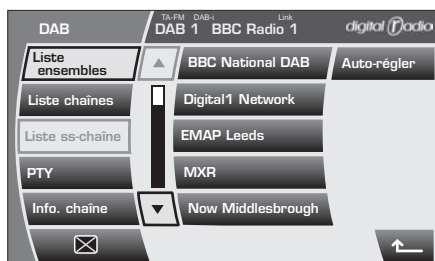 DAB
TA-FM DAB-i Link
DAB 1 BBC Radio 1
digital radio
Liste ensembles
BBC National DAB
Auto-régler
Liste chaînes
Digital1 Network
Liste ss-chaîne
EMAP Leeds
PTY
MXR
Info. chaîne
Now Middlesbrough